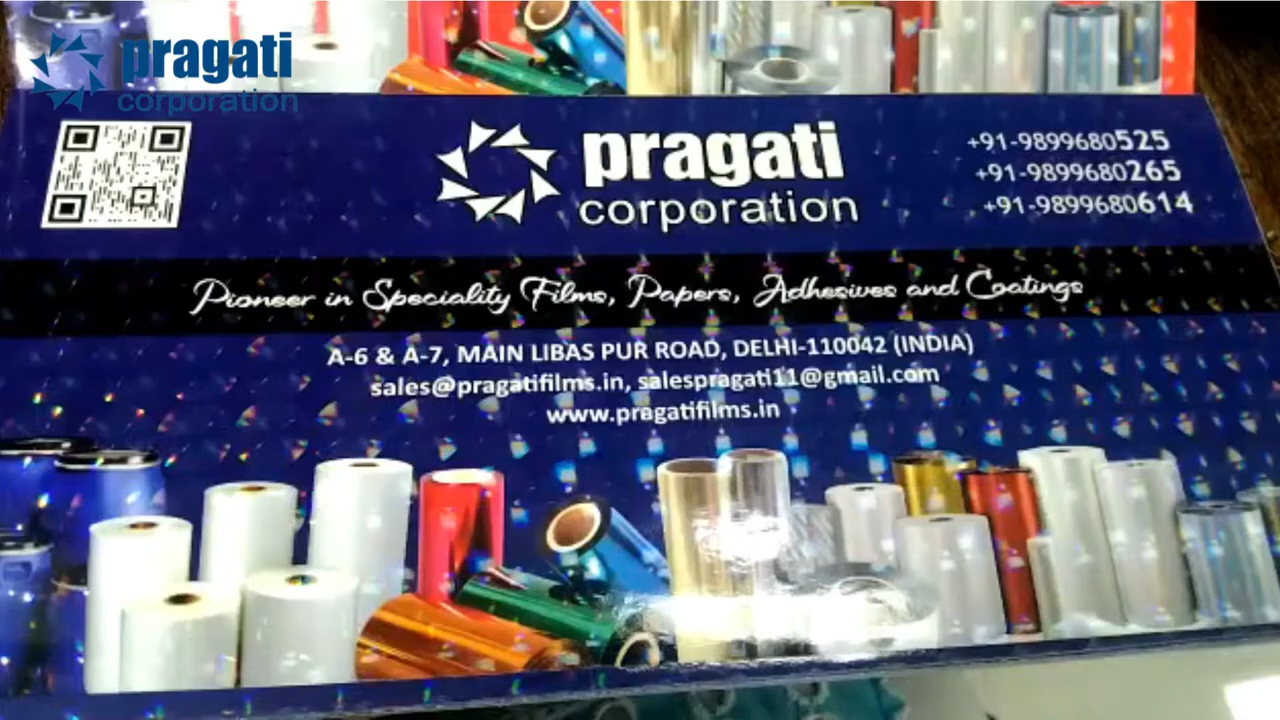 pragati
corporation
pragati
corporation
+91-9899680525
+91-9899680265
+91-9899680614
Pioneer in Speciality Films, Papers, Adhesives and Coatings
A-6 & A-7, MAIN LIBAS PUR ROAD, DELHI-110042 (INDIA)
sales@pragatifilms.in, salespragati11@gmail.com
www.pragatifilms.in